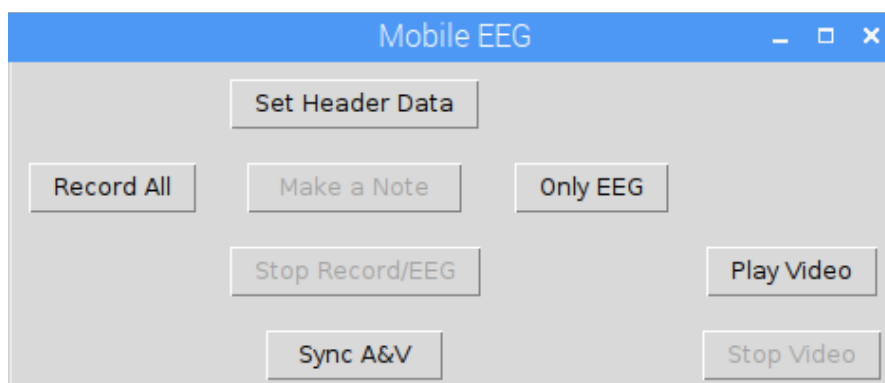 Mobile EEG
Set Header Data
Record All Make a Note Only EEG
Stop Record/EEG Play Video
Sync A&V Stop Video